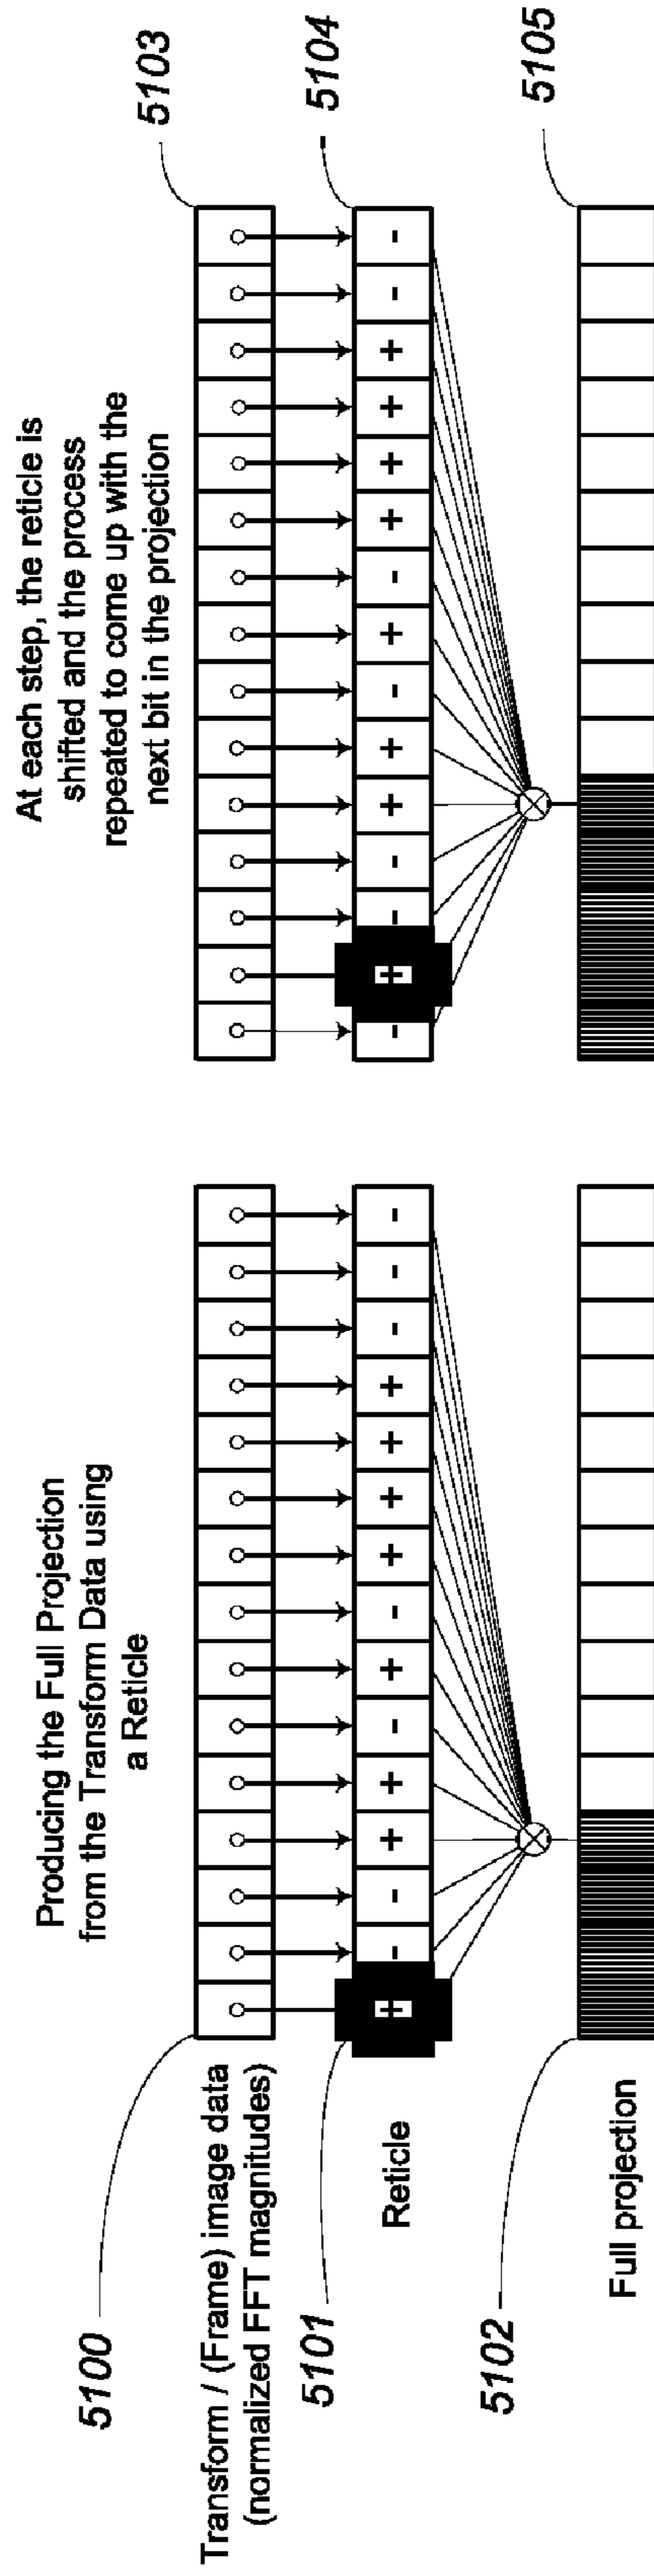 Producing the Full Projection
from the Transform Data using
a Reticle
5100
Transform / (Frame) image data
(normalized FFT magnitudes)
5101
Reticle
+ - - + + - + - + + + + - - -
5102
Full projection
At each step, the reticle is
shifted and the process
repeated to come up with the
next bit in the projection
5103
5104
- + - - + + - + - + + + + - -
5105